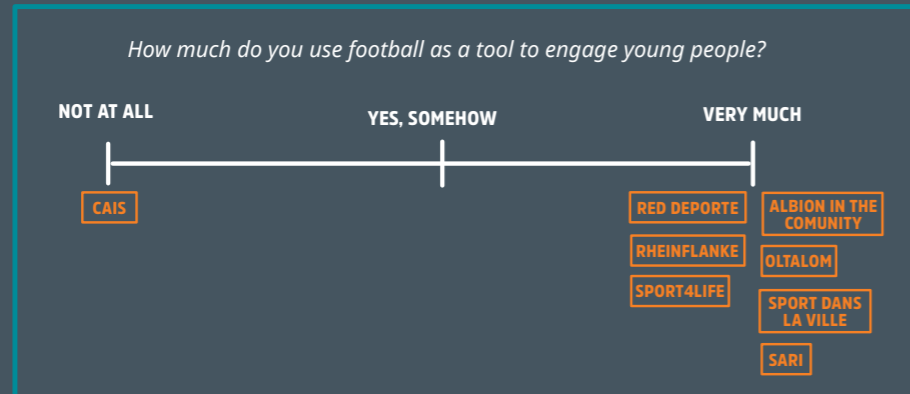 How much do you use football as a tool to engage young people?
NOT AT ALL
YES, SOMEHOW
VERY MUCH
CAIS
RED DEPORTE
RHEINFLANKE
SPORT4LIFE
ALBION IN THE
COMUNITY
OLTALOM
SPORT DANS
LA VILLE
SARI